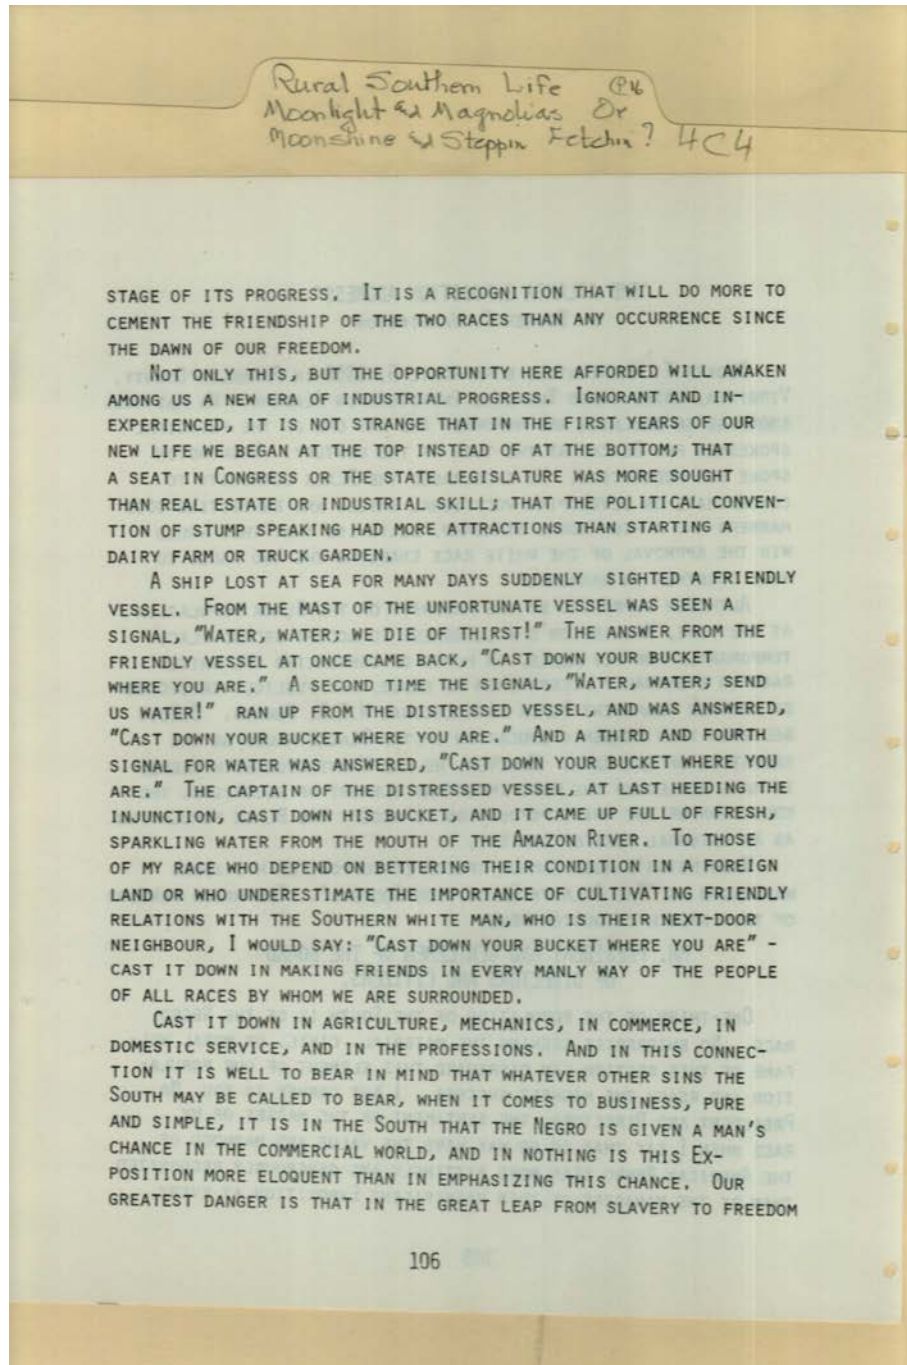 Rural Southern Life
Moonlight & Magnolias Or
Moonshine & Steppin Fetchin? 4C4
STAGE OF ITS PROGRESS. IT IS A RECOGNITION THAT WILL DO MORE TO
CEMENT THE FRIENDSHIP OF THE TWO RACES THAN ANY OCCURRENCE SINCE
THE DAWN OF OUR FREEDOM.
NOT ONLY THIS, BUT THE OPPORTUNITY HERE AFFORDED WILL AWAKEN
AMONG US A NEW ERA OF INDUSTRIAL PROGRESS. IGNORANT AND IN-
EXPERIENCED, IT IS NOT STRANGE THAT IN THE FIRST YEARS OF OUR
NEW LIFE WE BEGAN AT THE TOP INSTEAD OF AT THE BOTTOM; THAT
A SEAT IN CONGRESS OR THE STATE LEGISLATURE WAS MORE SOUGHT
THAN REAL ESTATE OR INDUSTRIAL SKILL; THAT THE POLITICAL CONVEN-
TION OF STUMP SPEAKING HAD MORE ATTRACTIONS THAN STARTING A
DAIRY FARM OR TRUCK GARDEN.
A SHIP LOST AT SEA FOR MANY DAYS SUDDENLY SIGHTED A FRIENDLY
VESSEL. FROM THE MAST OF THE UNFORTUNATE VESSEL WAS SEEN A
SIGNAL, "WATER, WATER; WE DIE OF THIRST!" THE ANSWER FROM THE
FRIENDLY VESSEL AT ONCE CAME BACK, "CAST DOWN YOUR BUCKET
WHERE YOU ARE." A SECOND TIME THE SIGNAL, "WATER, WATER; SEND
US WATER!" RAN UP FROM THE DISTRESSED VESSEL, AND WAS ANSWERED,
"CAST DOWN YOUR BUCKET WHERE YOU ARE." AND A THIRD AND FOURTH
SIGNAL FOR WATER WAS ANSWERED, "CAST DOWN YOUR BUCKET WHERE YOU
ARE." THE CAPTAIN OF THE DISTRESSED VESSEL, AT LAST HEEDING THE
INJUNCTION, CAST DOWN HIS BUCKET, AND IT CAME UP FULL OF FRESH,
SPARKLING WATER FROM THE MOUTH OF THE AMAZON RIVER. TO THOSE
OF MY RACE WHO DEPEND ON BETTERING THEIR CONDITION IN A FOREIGN
LAND OR WHO UNDERESTIMATE THE IMPORTANCE OF CULTIVATING FRIENDLY
RELATIONS WITH THE SOUTHERN WHITE MAN, WHO IS THEIR NEXT-DOOR
NEIGHBOUR, I WOULD SAY: "CAST DOWN YOUR BUCKET WHERE YOU ARE" -
CAST IT DOWN IN MAKING FRIENDS IN EVERY MANLY WAY OF THE PEOPLE
OF ALL RACES BY WHOM WE ARE SURROUNDED.
CAST IT DOWN IN AGRICULTURE, MECHANICS, IN COMMERCE, IN
DOMESTIC SERVICE, AND IN THE PROFESSIONS. AND IN THIS CONNEC-
TION IT IS WELL TO BEAR IN MIND THAT WHATEVER OTHER SINS THE
SOUTH MAY BE CALLED TO BEAR, WHEN IT COMES TO BUSINESS, PURE
AND SIMPLE, IT IS IN THE SOUTH THAT THE NEGRO IS GIVEN A MAN'S
CHANCE IN THE COMMERCIAL WORLD, AND IN NOTHING IS THIS EX-
POSITION MORE ELOQUENT THAN IN EMPHASIZING THIS CHANCE. OUR
GREATEST DANGER IS THAT IN THE GREAT LEAP FROM SLAVERY TO FREEDOM
106